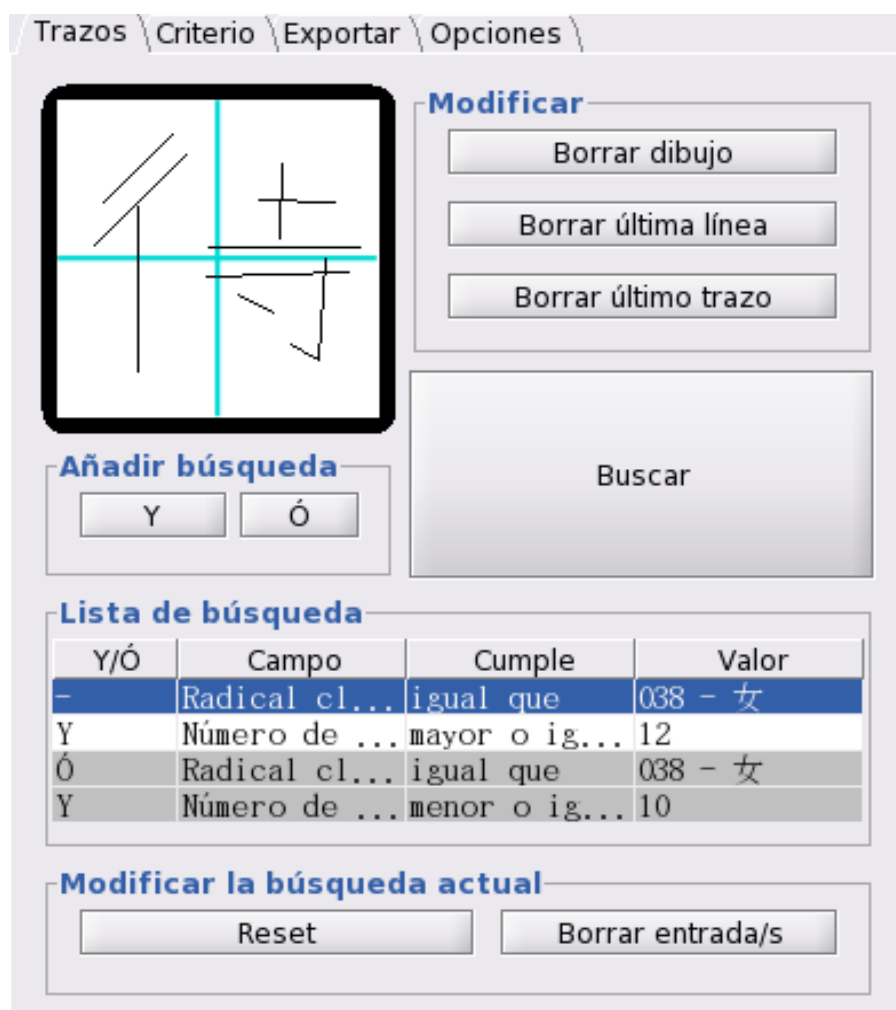 Trazos Criterio Exportar Opciones
待
Modificar
Borrar dibujo
Borrar última línea
Borrar último trazo
Buscar
Añadir búsqueda
Y Ó
Lista de búsqueda
Y/Ó Campo Cumple Valor
- Radical cl... igual que 038 - 女
Y Número de ... mayor o ig... 12
Ó Radical cl... igual que 038 - 女
Y Número de ... menor o ig... 10
Modificar la búsqueda actual
Reset Borrar entrada/s